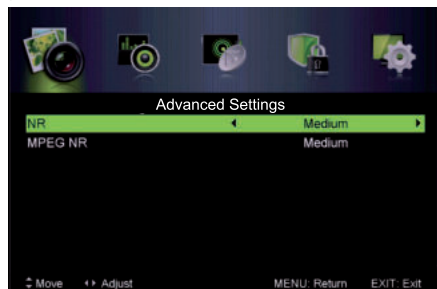 Advanced Settings
NR Medium
MPEG NR Medium
Move Adjust MENU: Return EXIT: Exit